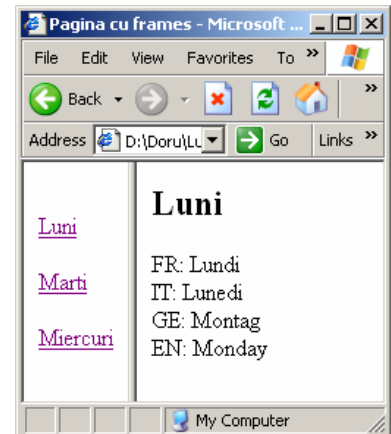 Pagina cu frames - Microsoft ...
File Edit View Favorites To »
Back »
Address D:\Doru\Lu Go Links »
Luni
Marti
Miercuri
Luni
FR: Lundi
IT: Lunedi
GE: Montag
EN: Monday
My Computer